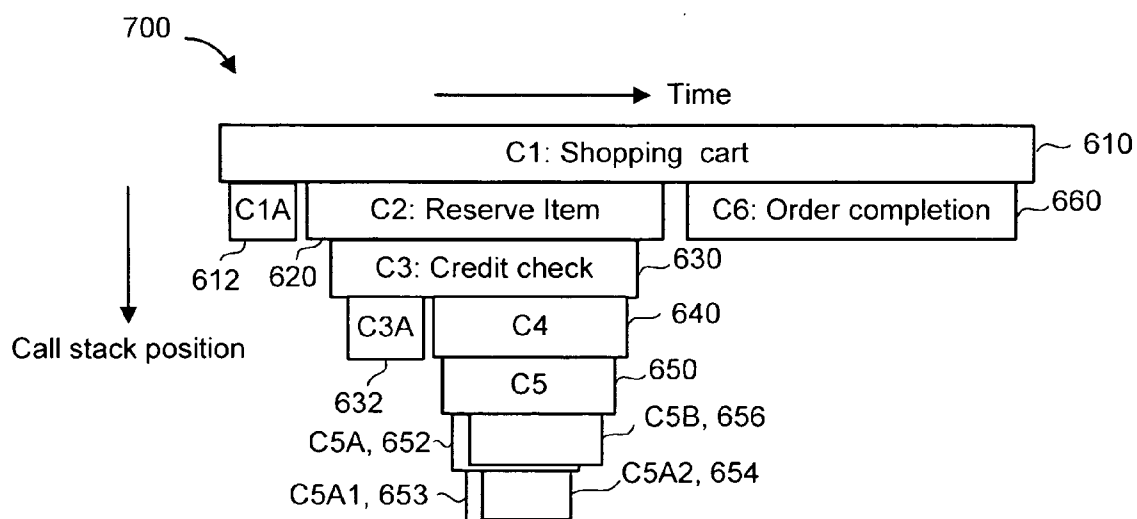 700
Time
C1: Shopping cart
610
C1A
C2: Reserve Item
C6: Order completion
660
612
620
C3: Credit check
630
C3A
C4
640
Call stack position
632
C5
650
C5A, 652
C5B, 656
C5A1, 653
C5A2, 654